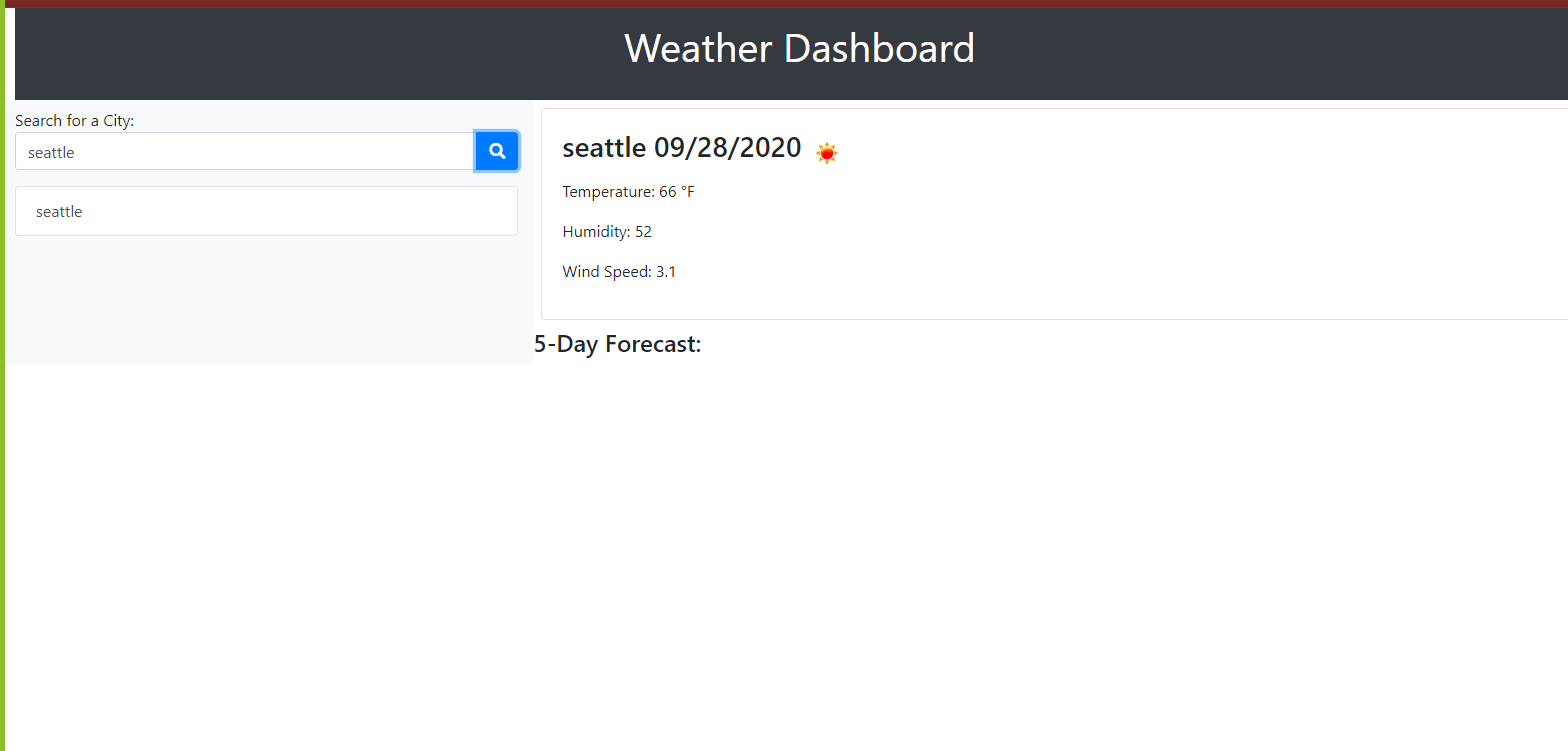 Weather Dashboard
Search for a City:
seattle
seattle
seattle 09/28/2020
Temperature: 66 °F
Humidity: 52
Wind Speed: 3.1
5-Day Forecast: